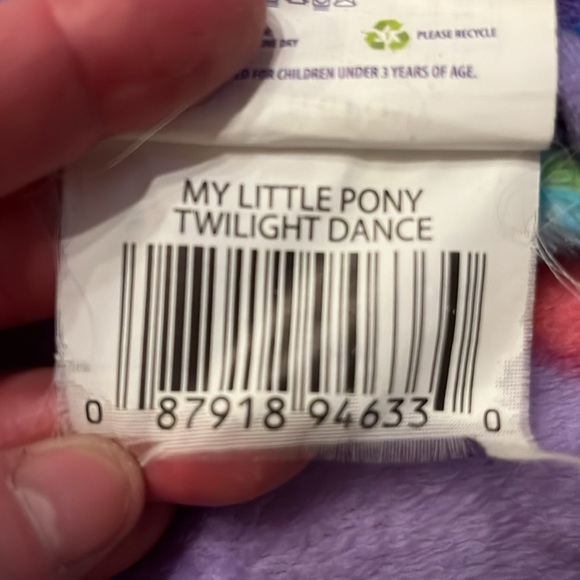 PLEASE RECYCLE
FOR CHILDREN UNDER 3 YEARS OF AGE.
MY LITTLE PONY
TWILIGHT DANCE
0 87918 94633 0